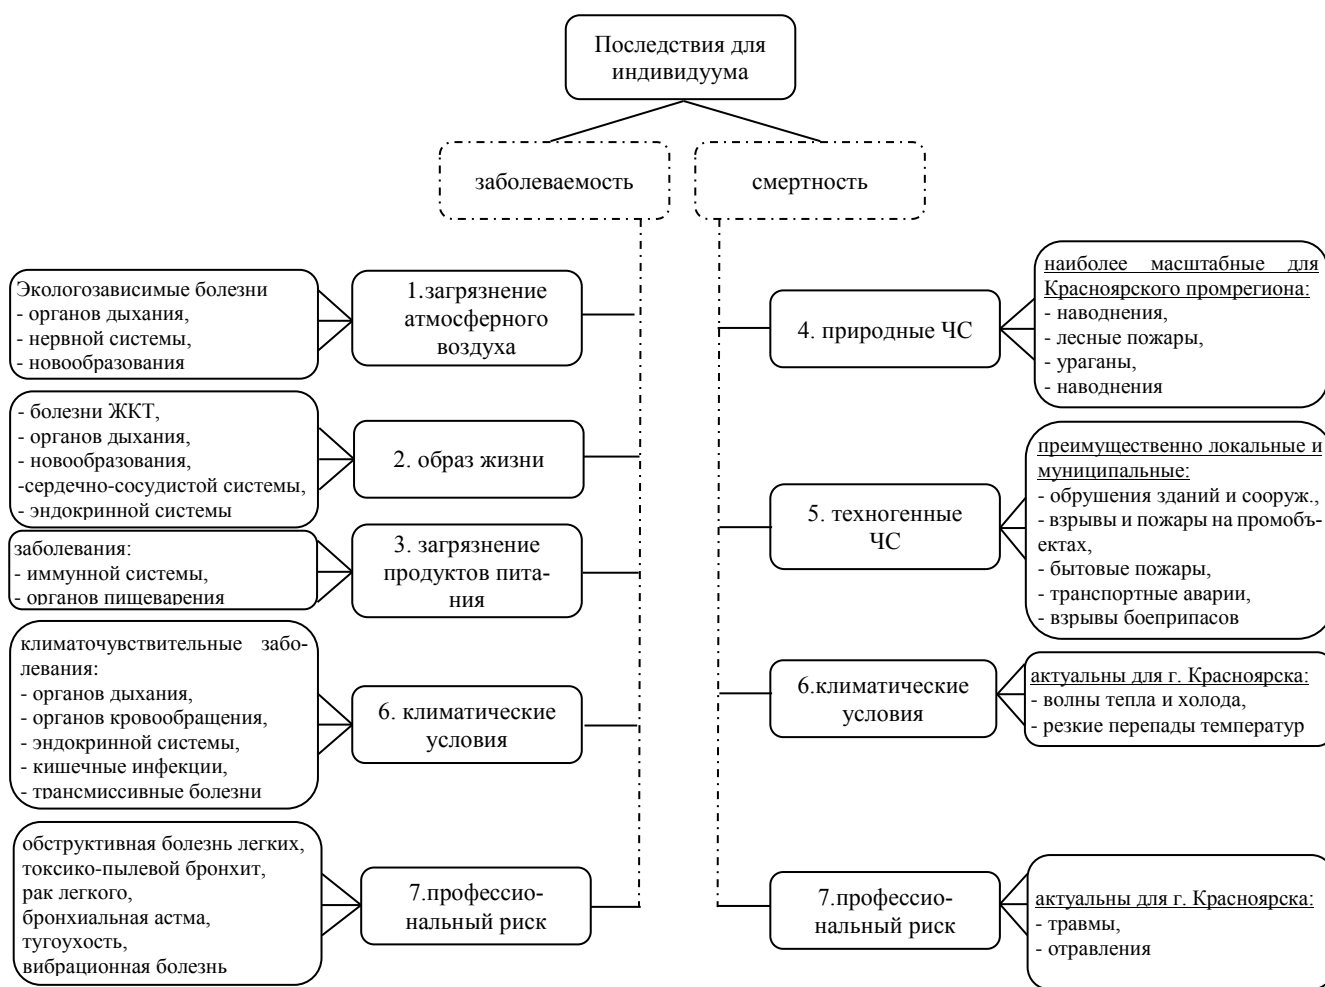 Последствия для
индивидуума
заболеваемость
смертность
Экологозависимые болезни
- органов дыхания,
- нервной системы,
- новообразования
1.загрязнение
атмосферного
воздуха
- болезни ЖКТ,
- органов дыхания,
- новообразования,
-сердечно-сосудистой системы,
- эндокринной системы
2. образ жизни
заболевания:
- иммунной системы,
- органов пищеварения
3. загрязнение
продуктов пита-
ния
климаточувствительные забо-
левания:
- органов дыхания,
- органов кровообращения,
- эндокринной системы,
- кишечные инфекции,
- трансмиссивные болезни
6. климатические
условия
обструктивная болезнь легких,
токсико-пылевой бронхит,
рак легкого,
бронхиальная астма,
тугоухость,
вибрационная болезнь
7.профессио-
нальный риск
4. природные ЧС
наиболее масштабные для
Красноярского промрегиона:
- наводнения,
- лесные пожары,
- ураганы,
- наводнения
5. техногенные
ЧС
преимущественно локальные и
муниципальные:
- обрушения зданий и сооруж.,
- взрывы и пожары на промобъ-
ектах,
- бытовые пожары,
- транспортные аварии,
- взрывы боеприпасов
6.климатические
условия
актуальны для г. Красноярска:
- волны тепла и холода,
- резкие перепады температур
7.профессио-
нальный риск
актуальны для г. Красноярска:
- травмы,
- отравления